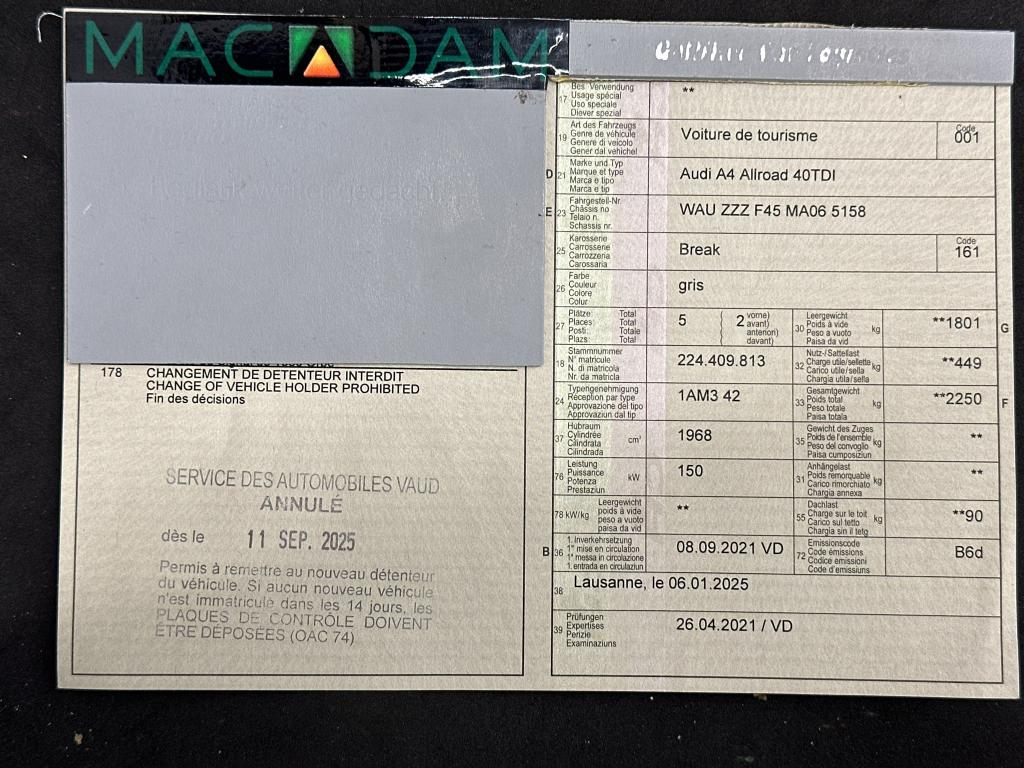 MACADAM
178 CHANGEMENT DE DETENTEUR INTERDIT
CHANGE OF VEHICLE HOLDER PROHIBITED
Fin des décisions
SERVICE DES AUTOMOBILES VAUD
ANNULÉ
dès le 11 SEP. 2025
Permis à remettre au nouveau détenteur
du véhicule. Si aucun nouveau véhicule
n'est immatriculé dans les 14 jours, les
PLAQUES DE CONTRÔLE DOIVENT
ÊTRE DÉPOSÉES (OAC 74)
17 Bes. Verwendung
Usage spécial
Uso speciale
Diever spezial
**
19 Art des Fahrzeugs
Genre de véhicule
Genere di veicolo
Gener dal vehichel
Voiture de tourisme
Code
001
D 21 Marke und Typ
Marque et type
Marca e tipo
Marca e tip
Audi A4 Allroad 40TDI
E 23 Fahrgestell-Nr.
Châssis no
Telaio n.
Schassis nr.
WAU ZZZ F45 MA06 5158
25 Karosserie
Carrosserie
Carrozzeria
Carossaria
Break
Code
161
26 Farbe
Couleur
Colore
Colur
gris
27 Plätze: Total
Places: Total
Posti: Totale
Plazs: Total
5
2 vorne)
avant)
anteriori)
davant)
30 Leergewicht
Poids à vide
Peso a vuoto
Paisa da vid
kg
**1801
G
18 Stammnummer
N° matricule
N. di matricola
Nr. da matricla
224.409.813
32 Nutz-/Sattellast
Charge utile/sellette
Carico utile/sella
Chargia utila/sella
kg
**449
24 Typengenehmigung
Réception par type
Approvazione del tipo
Approvaziun dal tip
1AM3 42
33 Gesamtgewicht
Poids total
Peso totale
Paisa totala
kg
**2250
F
37 Hubraum
Cylindrée
Cilindrata
Cilindrada
cm³
1968
35 Gewicht des Zuges
Poids de l'ensemble
Peso del convoglio
Paisa cumposiziun
kg
**
76 Leistung
Puissance
Potenza
Prestaziun
kW
150
31 Anhängelast
Poids remorquable
Carico rimorchiato
Chargia annexa
kg
**
78 kW/kg Leergewicht
poids à vide
peso a vuoto
paisa da vid
**
55 Dachlast
Charge sur le toit
Carico sul tetto
Chargia sin il tetg
kg
**90
B 36 1. Inverkehrsetzung
1re mise en circulation
1a messa in circolazione
1. entrada en circulaziun
08.09.2021 VD
72 Emissionscode
Code émissions
Codice emissioni
Code d'emissiuns
B6d
38 Lausanne, le 06.01.2025
39 Prüfungen
Expertises
Perizie
Examinaziuns
26.04.2021 / VD